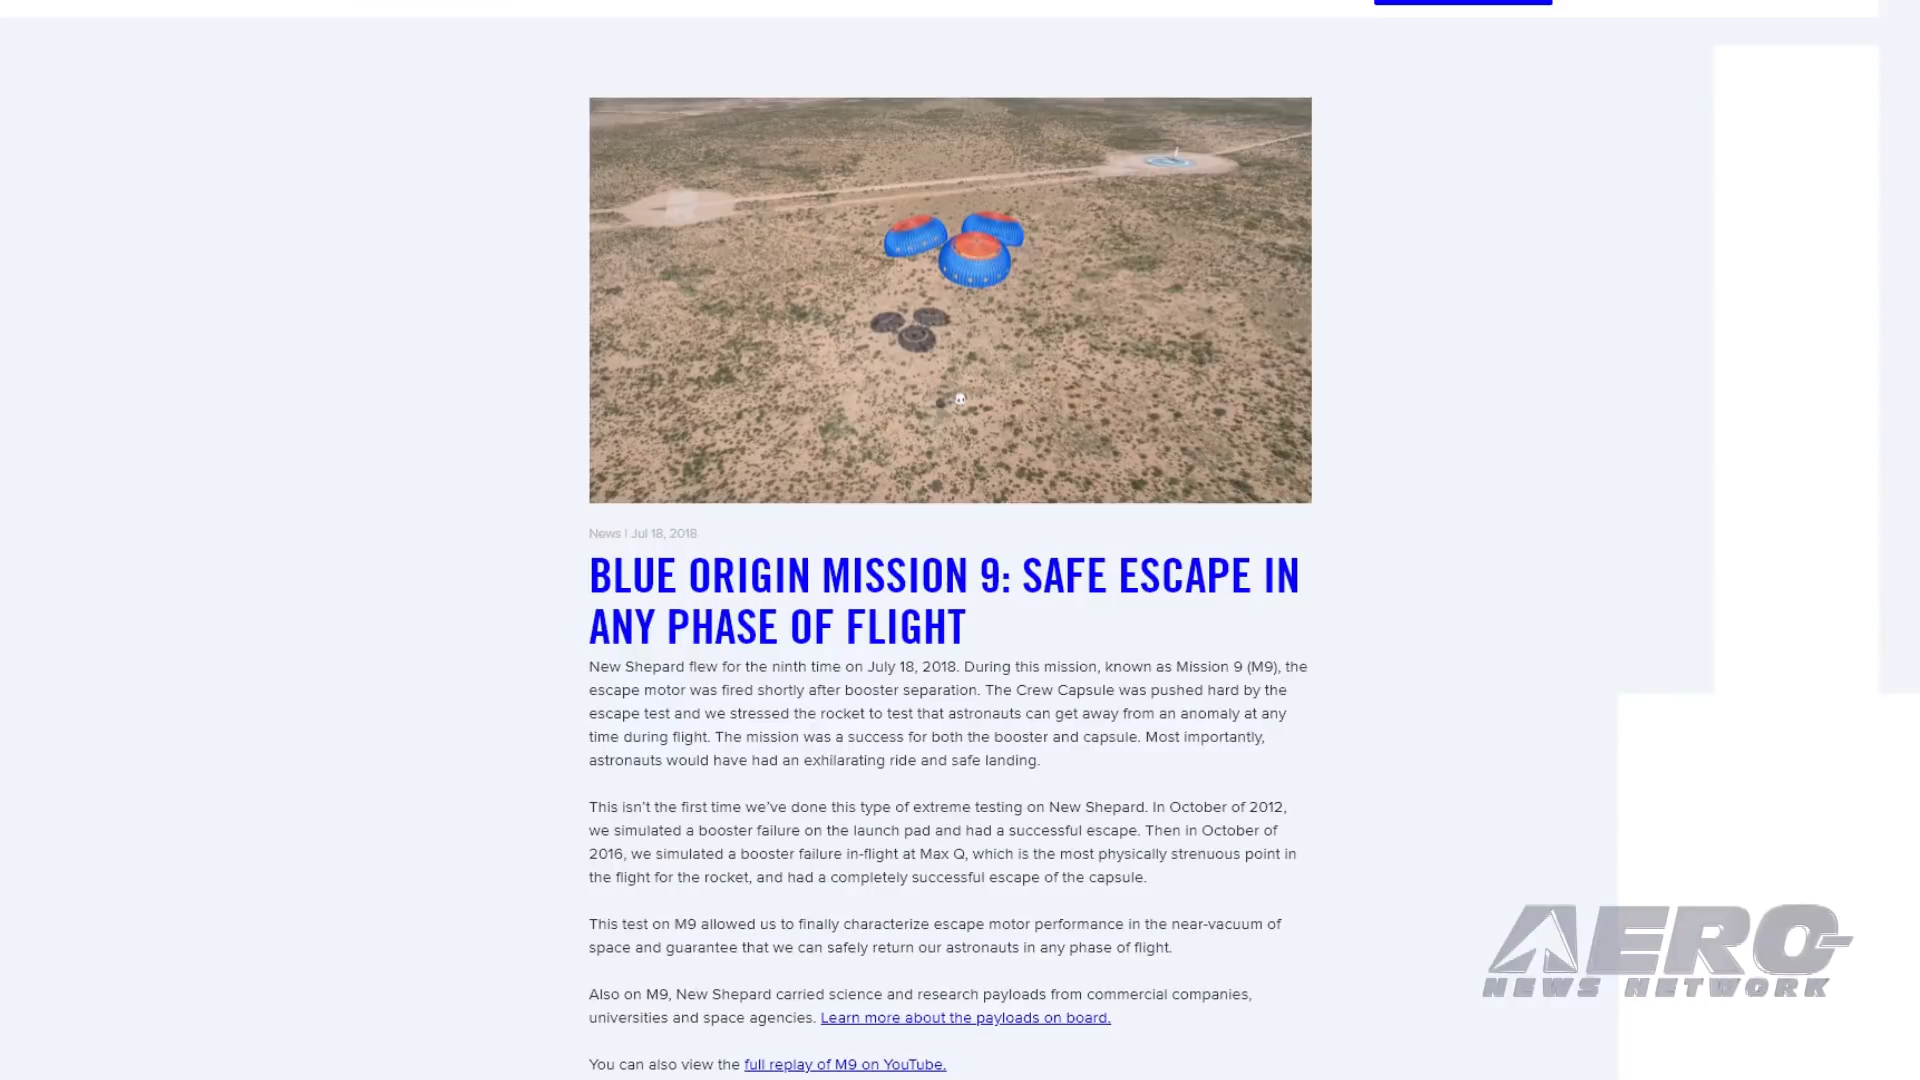 News | Jul 18, 2018
BLUE ORIGIN MISSION 9: SAFE ESCAPE IN
ANY PHASE OF FLIGHT
New Shepard flew for the ninth time on July 18, 2018. During this mission, known as Mission 9 (M9), the
escape motor was fired shortly after booster separation. The Crew Capsule was pushed hard by the
escape test and we stressed the rocket to test that astronauts can get away from an anomaly at any
time during flight. The mission was a success for both the booster and capsule. Most importantly,
astronauts would have had an exhilarating ride and safe landing.
This isn't the first time we've done this type of extreme testing on New Shepard. In October of 2012,
we simulated a booster failure on the launch pad and had a successful escape. Then in October of
2016, we simulated a booster failure in-flight at Max Q, which is the most physically strenuous point in
the flight for the rocket, and had a completely successful escape of the capsule.
This test on M9 allowed us to finally characterize escape motor performance in the near-vacuum of
space and guarantee that we can safely return our astronauts in any phase of flight.
Also on M9, New Shepard carried science and research payloads from commercial companies,
universities and space agencies. Learn more about the payloads on board.
You can also view the full replay of M9 on YouTube.
AERO-
NEWS NETWORK